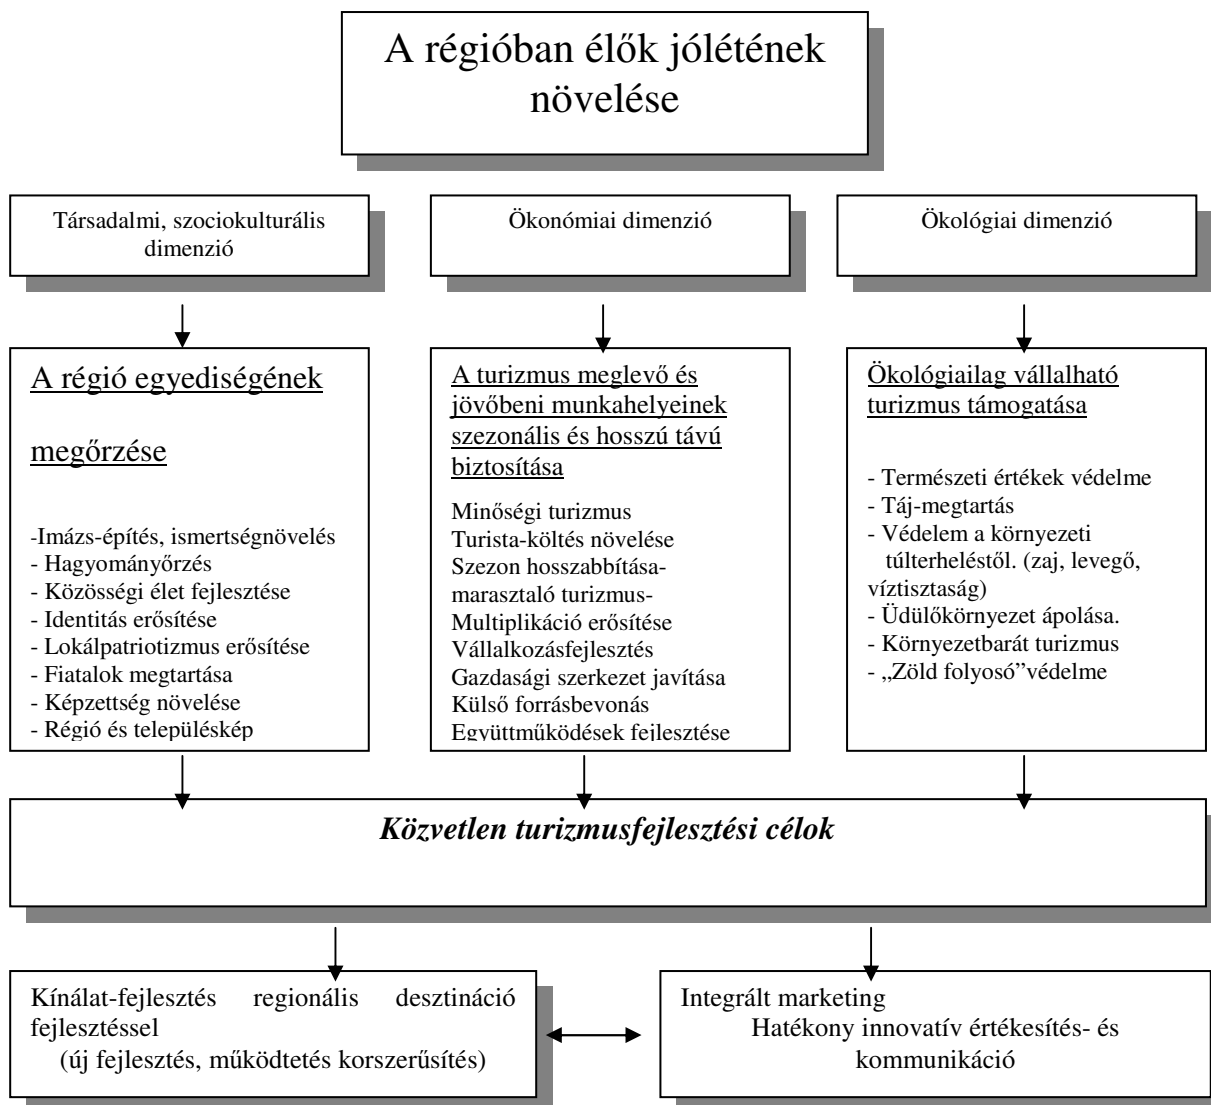 A régióban élők jólétének
növelése
Társadalmi, szociokulturális
dimenzió
Ökonómiai dimenzió
Ökológiai dimenzió
A régió egyediségének
megőrzése
-Imázs-építés, ismertségnövelés
- Hagyományőrzés
- Közösségi élet fejlesztése
- Identitás erősítése
- Lokálpatriotizmus erősítése
- Fiatalok megtartása
- Képzettség növelése
- Régió és településkép
A turizmus meglevő és
jövőbeni munkahelyeinek
szezonális és hosszú távú
biztosítása
Minőségi turizmus
Turista-költés növelése
Szezon hosszabbítása-
marasztaló turizmus-
Multiplikáció erősítése
Vállalkozásfejlesztés
Gazdasági szerkezet javítása
Külső forrásbevonás
Együttműködések fejlesztése
Ökológiailag vállalható
turizmus támogatása
- Természeti értékek védelme
- Táj-megtartás
- Védelem a környezeti
túlterheléstől. (zaj, levegő,
víztisztaság)
- Üdülőkörnyezet ápolása.
- Környezetbarát turizmus
- „Zöld folyosó”védelme
Közvetlen turizmusfejlesztési célok
Kínálat-fejlesztés regionális desztináció
fejlesztéssel
(új fejlesztés, működtetés korszerűsítés)
Integrált marketing
Hatékony innovatív értékesítés- és
kommunikáció